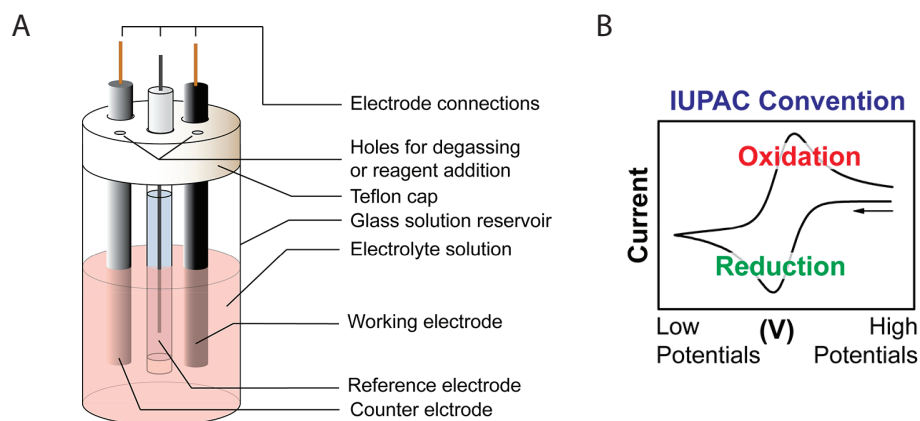 A
Electrode connections
Holes for degassing
or reagent addition
Teflon cap
Glass solution reservoir
Electrolyte solution
Working electrode
Reference electrode
Counter elctrode
B
IUPAC Convention
Oxidation
Reduction
Current
Low
Potentials
(V)
High
Potentials